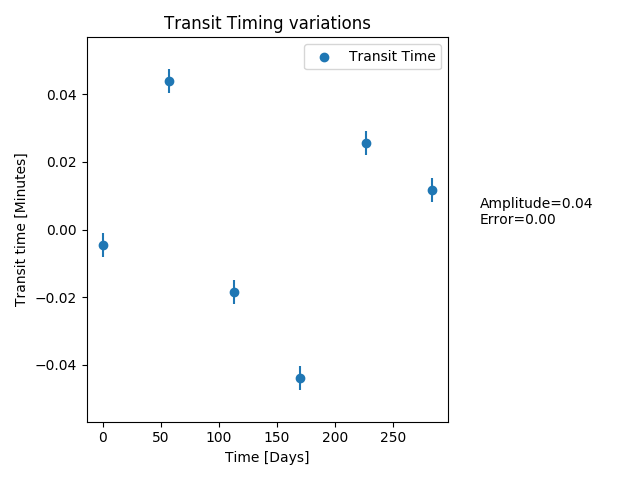 Transit Timing variations
Transit Time
Transit time [Minutes]
0.04
0.02
0.00
−0.02
−0.04
Amplitude=0.04
Error=0.00
0 50 100 150 200 250
Time [Days]